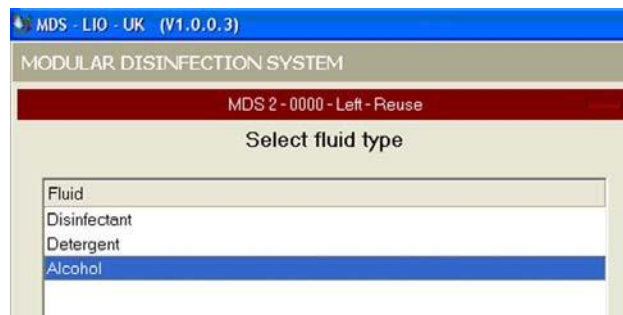 MDS - LIO - UK (V1.0.0.3)
MODULAR DISINFECTION SYSTEM
MDS 2 - 0000 - Left - Reuse
Select fluid type
Fluid
Disinfectant
Detergent
Alcohol